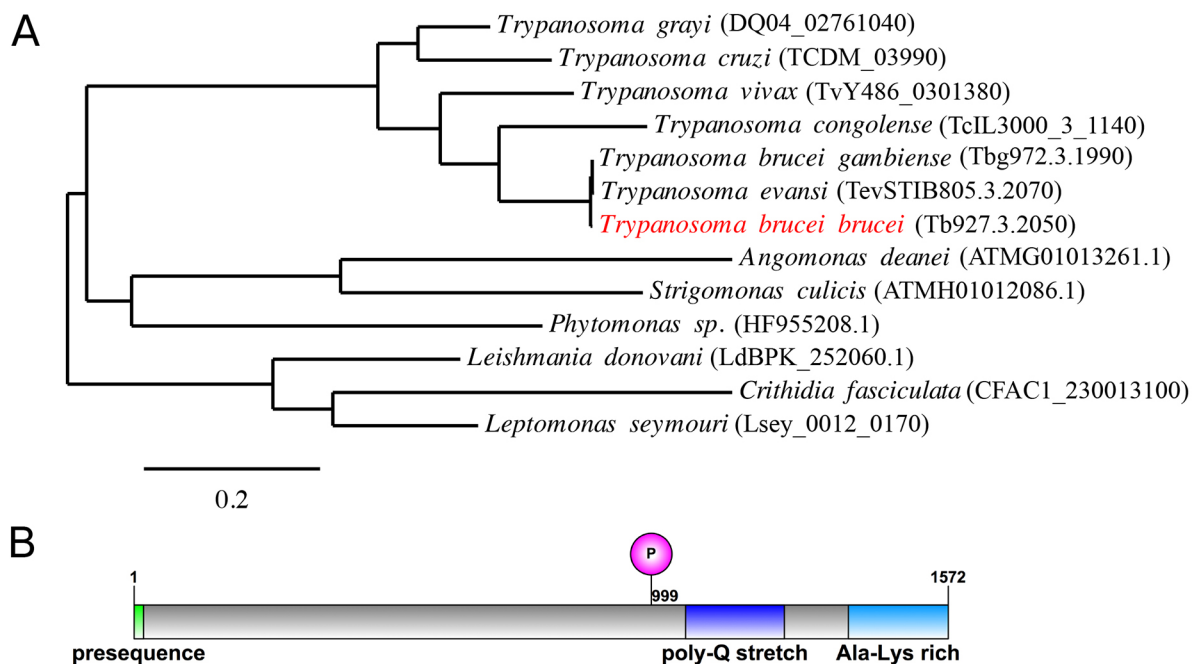 A
Trypanosoma grayi (DQ04_02761040)
Trypanosoma cruzi (TCDM_03990)
Trypanosoma vivax (TvY486_0301380)
Trypanosoma congolense (TcIL3000_3_1140)
Trypanosoma brucei gambiense (Tbg972.3.1990)
Trypanosoma evansi (TevSTIB805.3.2070)
Trypanosoma brucei brucei (Tb927.3.2050)
Angomonas deanei (ATMG01013261.1)
Strigomonas culicis (ATMH01012086.1)
Phytomonas sp. (HF955208.1)
Leishmania donovani (LdBPK_252060.1)
Crithidia fasciculata (CFAC1_230013100)
Leptomonas seymouri (Lsey_0012_0170)
0.2
B
P
1
999
1572
presequence
poly-Q stretch
Ala-Lys rich